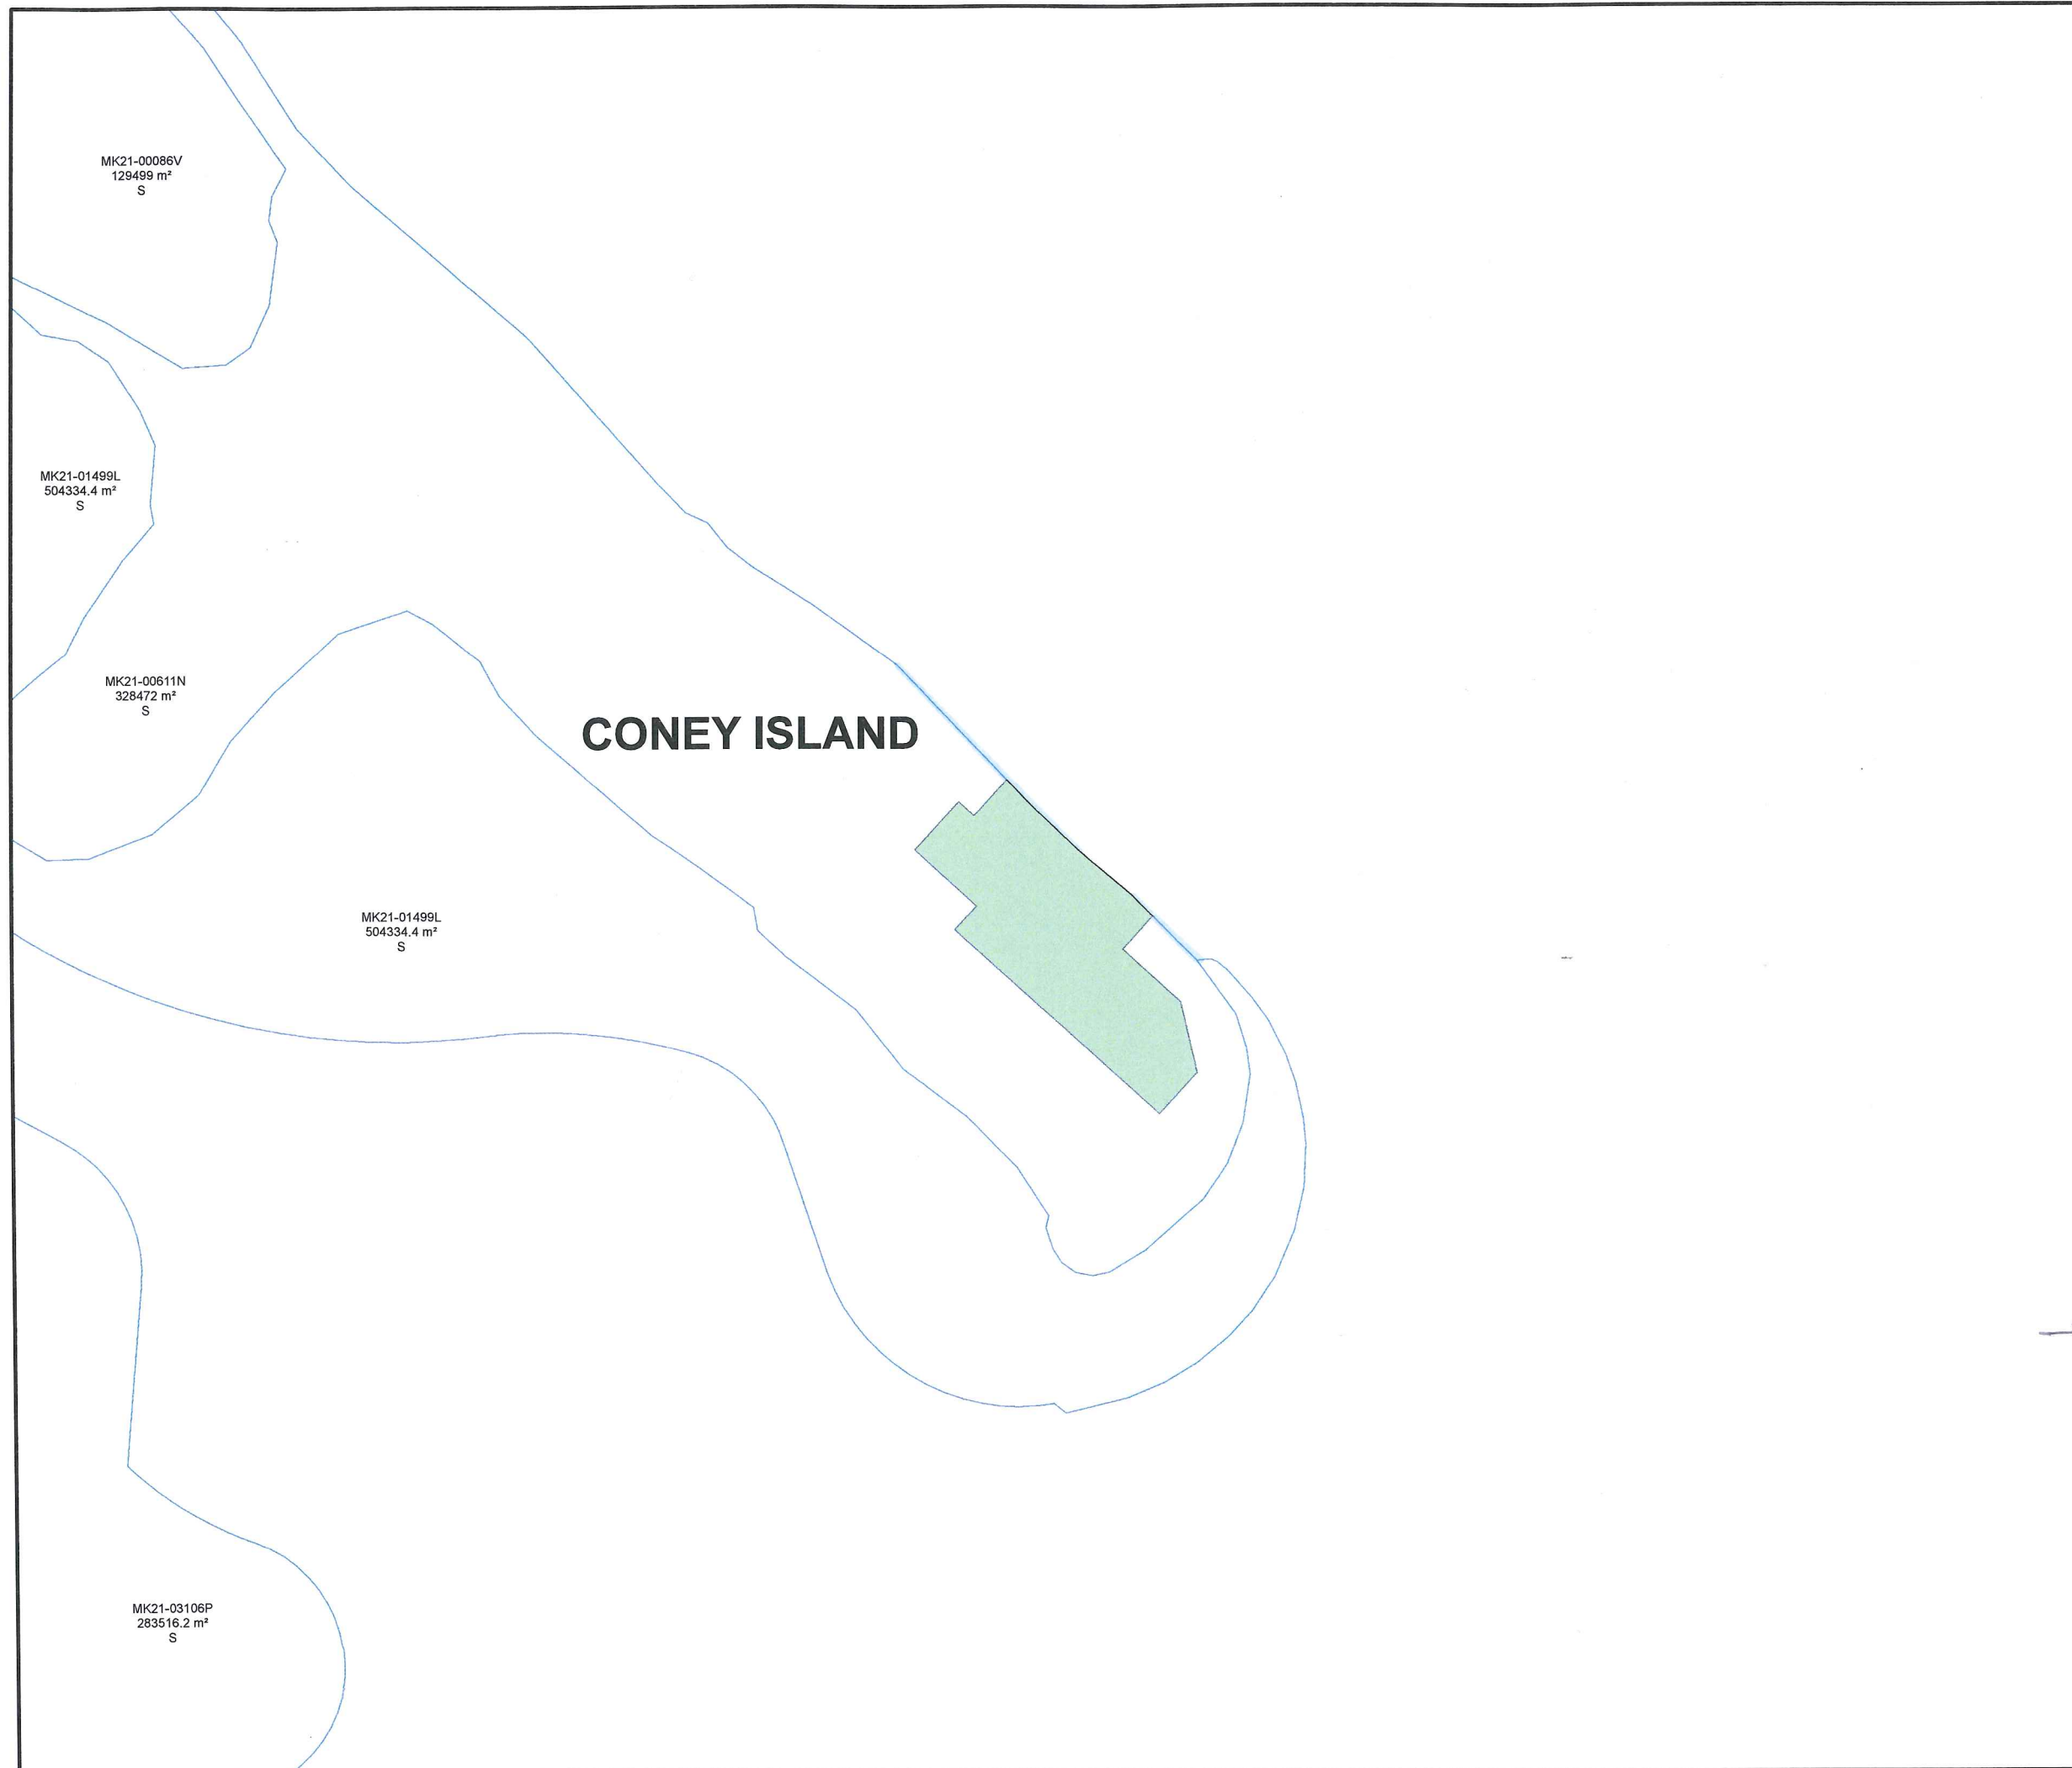 MK21-00086V
129499 m²
S
MK21-01499L
504334.4 m²
S
MK21-00611N
328472 m²
S
CONEY ISLAND
MK21-01499L
504334.4 m²
S
MK21-03106P
283516.2 m²
S